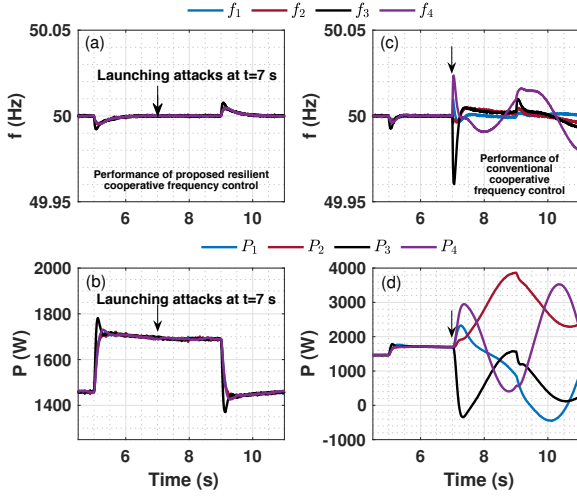 f1 f2 f3 f4
50.05
50
49.95
f (Hz)
(a)
Launching attacks at t=7 s
Performance of proposed resilient
cooperative frequency control
6 8 10
50.05
50
49.95
f (Hz)
(c)
Performance of
conventional
cooperative
frequency control
6 8 10
P1 P2 P3 P4
2000
1800
1600
1400
P (W)
(b)
Launching attacks at t=7 s
6 8 10
Time (s)
4000
3000
2000
1000
0
-1000
P (W)
(d)
6 8 10
Time (s)